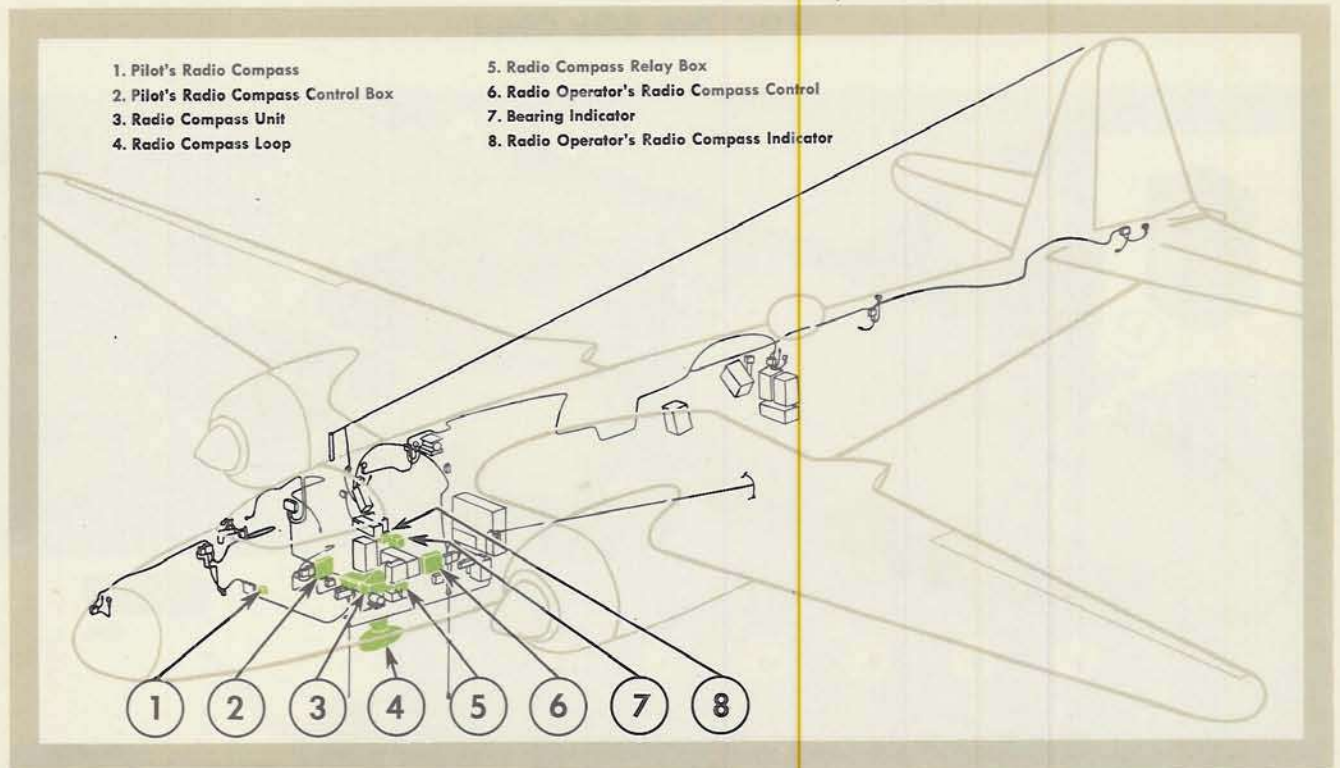 1. Pilot's Radio Compass
2. Pilot's Radio Compass Control Box
3. Radio Compass Unit
4. Radio Compass Loop
5. Radio Compass Relay Box
6. Radio Operator's Radio Compass Control
7. Bearing Indicator
8. Radio Operator's Radio Compass Indicator
1 2 3 4 5 6 7 8